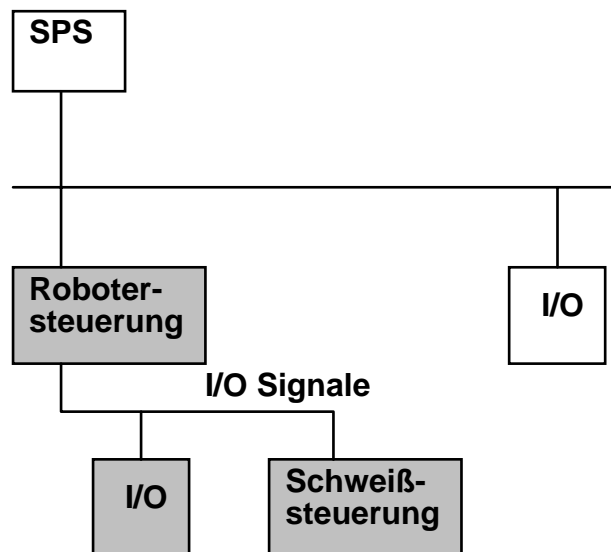 SPS
Roboter-
steuerung
I/O
I/O Signale
I/O
Schweiß-
steuerung